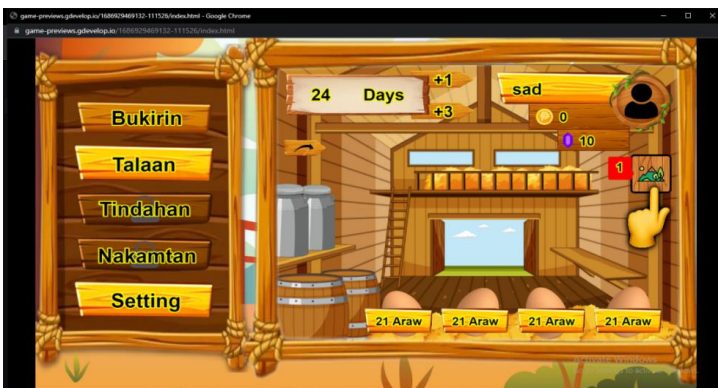 game-previews.gdevelop.io/1686929469132-111526/index.html - Google Chrome
game-previews.gdevelop.io/1686929469132-111526/index.html
Bukirin
Talaan
Tindahan
Nakamtan
Setting
24 Days
+1
+3
sad
0
10
1
21 Araw
21 Araw
21 Araw
21 Araw
Activate Windows